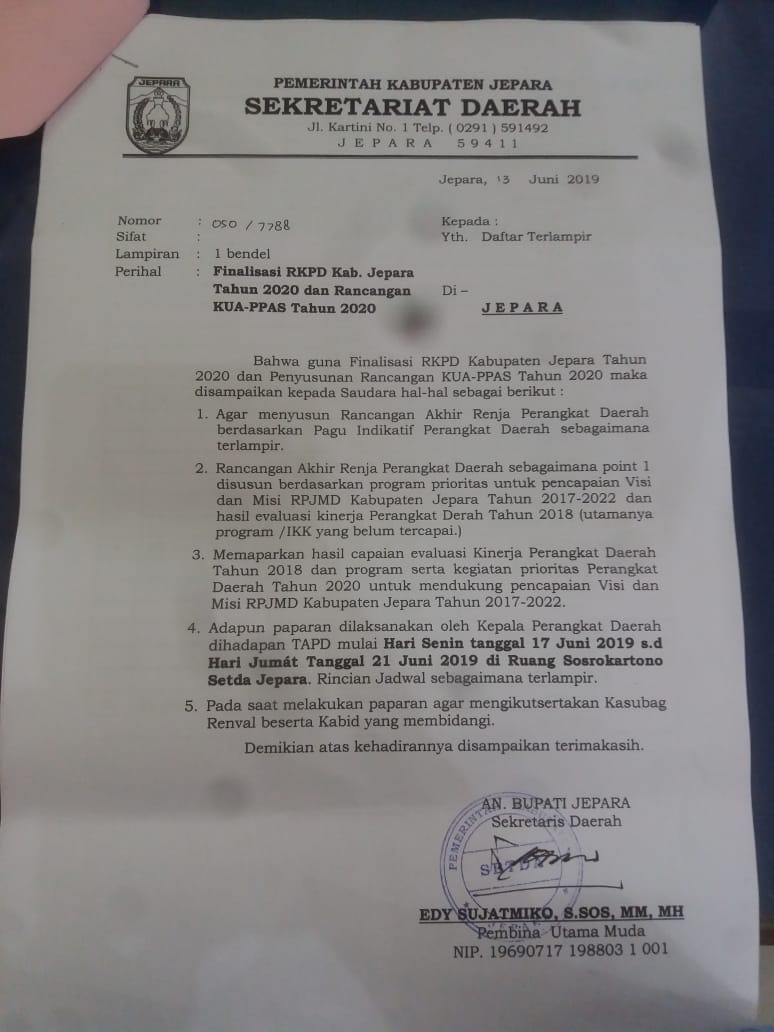 JEPARA
PEMERINTAH KABUPATEN JEPARA
SEKRETARIAT DAERAH
Jl. Kartini No. 1 Telp. ( 0291 ) 591492
J E P A R A 5 9 4 1 1
Jepara, 13 Juni 2019
Nomor : 050 / 7788
Sifat :
Lampiran : 1 bendel
Perihal : Finalisasi RKPD Kab. Jepara
Tahun 2020 dan Rancangan
KUA-PPAS Tahun 2020
Kepada :
Yth. Daftar Terlampir
Di –
J E P A R A
Bahwa guna Finalisasi RKPD Kabupaten Jepara Tahun
2020 dan Penyusunan Rancangan KUA-PPAS Tahun 2020 maka
disampaikan kepada Saudara hal-hal sebagai berikut :
1. Agar menyusun Rancangan Akhir Renja Perangkat Daerah
berdasarkan Pagu Indikatif Perangkat Daerah sebagaimana
terlampir.
2. Rancangan Akhir Renja Perangkat Daerah sebagaimana point 1
disusun berdasarkan program prioritas untuk pencapaian Visi
dan Misi RPJMD Kabupaten Jepara Tahun 2017-2022 dan
hasil evaluasi kinerja Perangkat Derah Tahun 2018 (utamanya
program /IKK yang belum tercapai.)
3. Memaparkan hasil capaian evaluasi Kinerja Perangkat Daerah
Tahun 2018 dan program serta kegiatan prioritas Perangkat
Daerah Tahun 2020 untuk mendukung pencapaian Visi dan
Misi RPJMD Kabupaten Jepara Tahun 2017-2022.
4. Adapun paparan dilaksanakan oleh Kepala Perangkat Daerah
dihadapan TAPD mulai Hari Senin tanggal 17 Juni 2019 s.d
Hari Jumát Tanggal 21 Juni 2019 di Ruang Sosrokartono
Setda Jepara. Rincian Jadwal sebagaimana terlampir.
5. Pada saat melakukan paparan agar mengikutsertakan Kasubag
Renval beserta Kabid yang membidangi.
Demikian atas kehadirannya disampaikan terimakasih.
AN. BUPATI JEPARA
Sekretaris Daerah
SETDA
EDY SUJATMIKO, S.SOS, MM, MH
Pembina Utama Muda
NIP. 19690717 198803 1 001